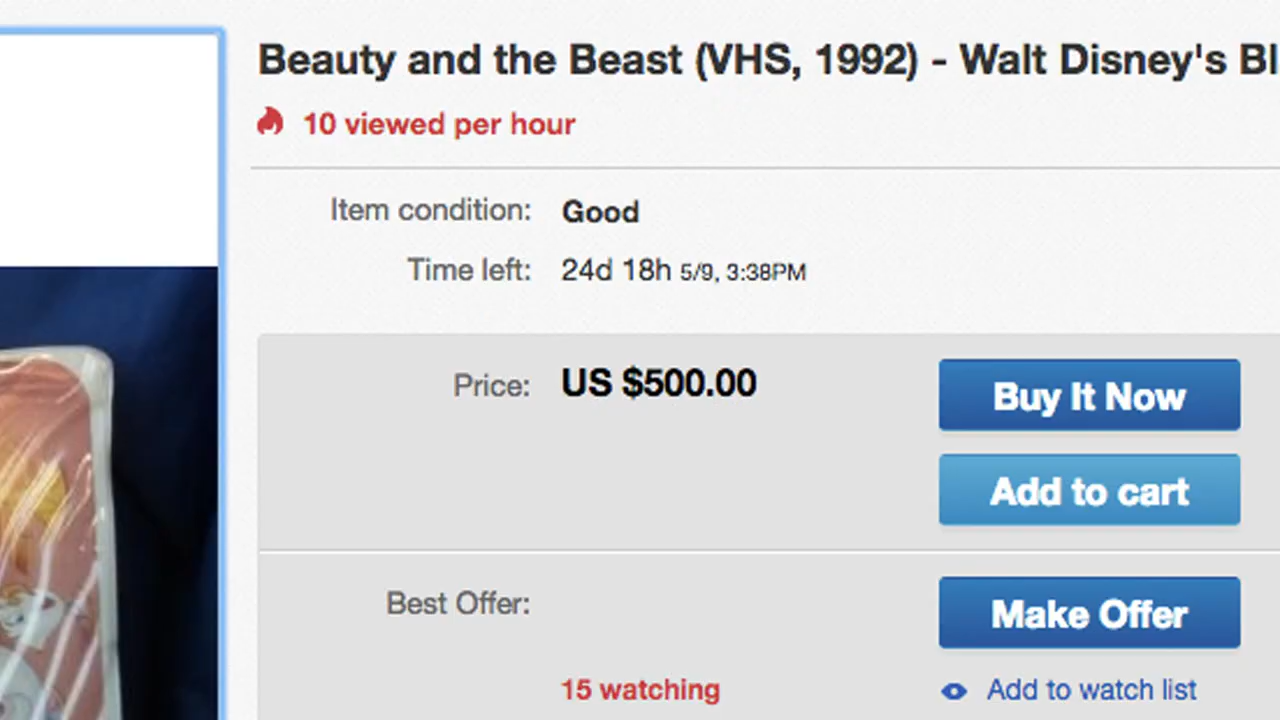 Beauty and the Beast (VHS, 1992) - Walt Disney's Bl
10 viewed per hour
Item condition: Good
Time left: 24d 18h 5/9, 3:38PM
Price: US $500.00
Buy It Now
Add to cart
Best Offer:
Make Offer
15 watching
Add to watch list